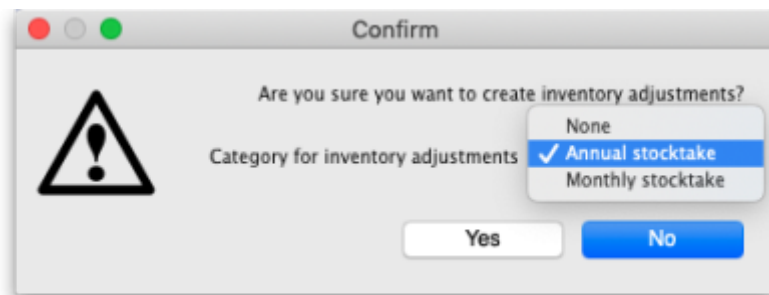 Confirm
Are you sure you want to create inventory adjustments?
None
Category for inventory adjustments
Annual stocktake
Monthly stocktake
Yes
No